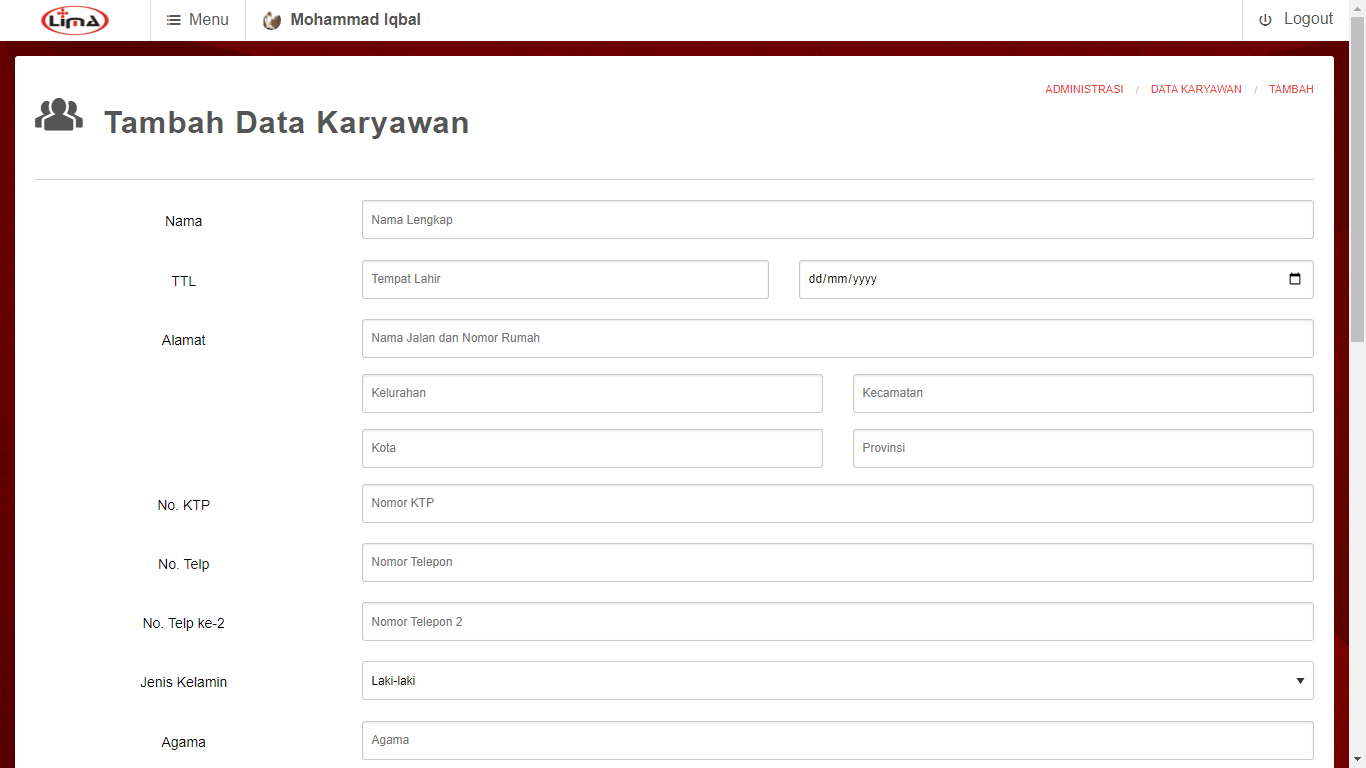 LimA Menu Mohammad Iqbal Logout
ADMINISTRASI / DATA KARYAWAN / TAMBAH
Tambah Data Karyawan
Nama Nama Lengkap
TTL Tempat Lahir dd/mm/yyyy
Alamat Nama Jalan dan Nomor Rumah
Kelurahan Kecamatan
Kota Provinsi
No. KTP Nomor KTP
No. Telp Nomor Telepon
No. Telp ke-2 Nomor Telepon 2
Jenis Kelamin Laki-laki
Agama Agama